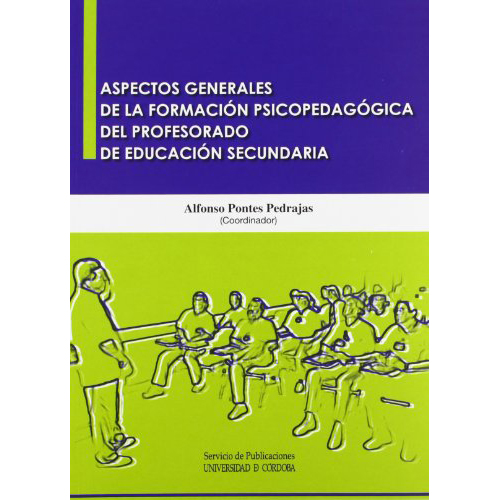 ASPECTOS GENERALES
DE LA FORMACIÓN PSICOPEDAGÓGICA
DEL PROFESORADO
DE EDUCACIÓN SECUNDARIA
Alfonso Pontes Pedrajas
(Coordinador)
Servicio de Publicaciones
UNIVERSIDAD DE CÓRDOBA